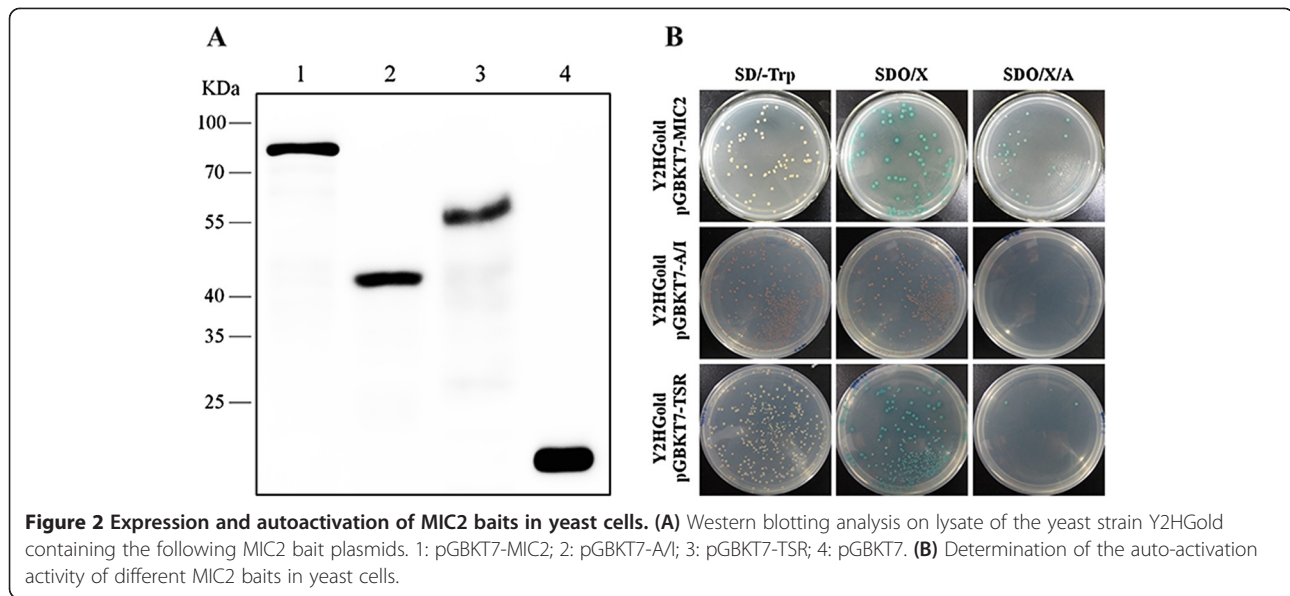 A
1 2 3 4
KDa
100
70
55
40
35
25
B
SD/-Trp SDO/X SDO/X/A
Y2HGold
pGBKT7-MIC2
Y2HGold
pGBKT7-A/I
Y2HGold
pGBKT7-TSR
Figure 2 Expression and autoactivation of MIC2 baits in yeast cells. (A) Western blotting analysis on lysate of the yeast strain Y2HGold
containing the following MIC2 bait plasmids. 1: pGBKT7-MIC2; 2: pGBKT7-A/I; 3: pGBKT7-TSR; 4: pGBKT7. (B) Determination of the auto-activation
activity of different MIC2 baits in yeast cells.